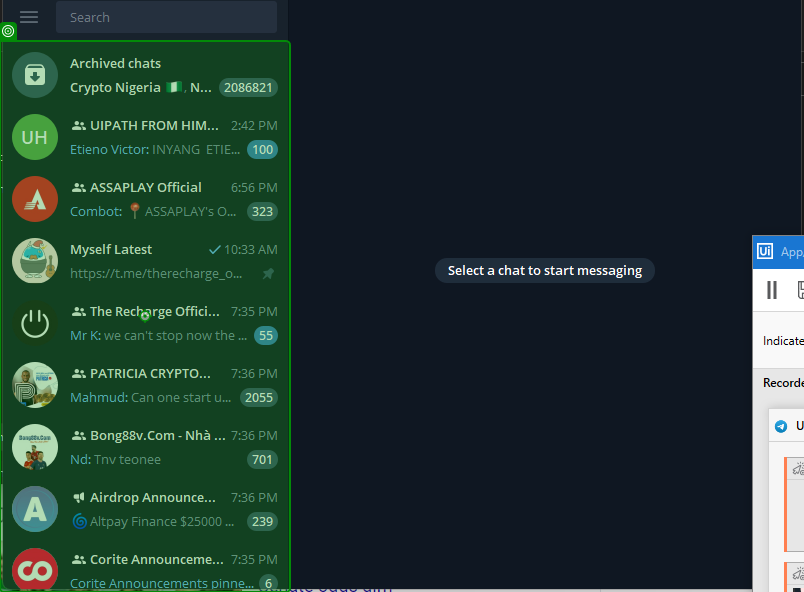 Search
Archived chats
Crypto Nigeria 🇳🇬, N... 2086821
UH
UIPATH FROM HIM... 2:42 PM
Etieno Victor: INYANG ETIE... 100
ASSAPLAY Official 6:56 PM
Combot: 📍 ASSAPLAY's O... 323
Myself Latest 10:33 AM
https://t.me/therecharge_o...
The Recharge Offici... 7:35 PM
Mr K: we can't stop now the ... 55
PATRICIA CRYPTO... 7:36 PM
Mahmud: Can one start u... 2055
Bong88v.Com - Nhà ... 7:36 PM
Nd: Tnv teonee 701
A
Airdrop Announce... 7:36 PM
🌀 Altpay Finance $25000 ... 239
Corite Announceme... 7:35 PM
Corite Announcements pinne... 6
Select a chat to start messaging
Ui App
Indicate
Recorde
U